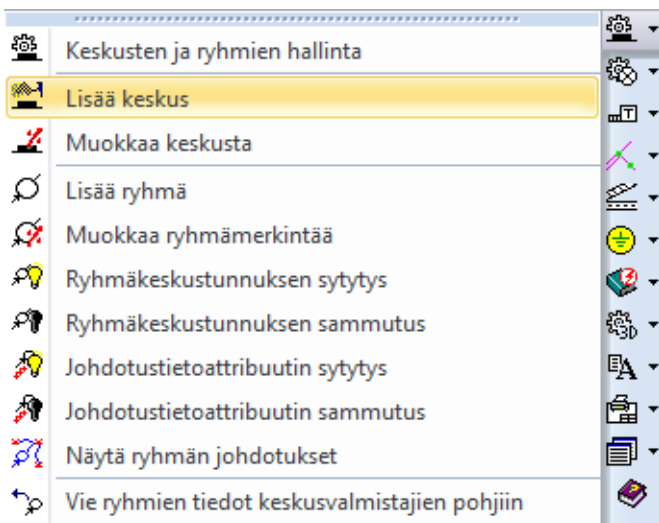 Keskusten ja ryhmien hallinta
Lisää keskus
Muokkaa keskusta
Lisää ryhmä
Muokkaa ryhmämerkintää
Ryhmäkeskustunnuksen sytytys
Ryhmäkeskustunnuksen sammutus
Johdotustietoattribuutin sytytys
Johdotustietoattribuutin sammutus
Näytä ryhmän johdotukset
Vie ryhmien tiedot keskusvalmistajien pohjiin
T
3D
A
?